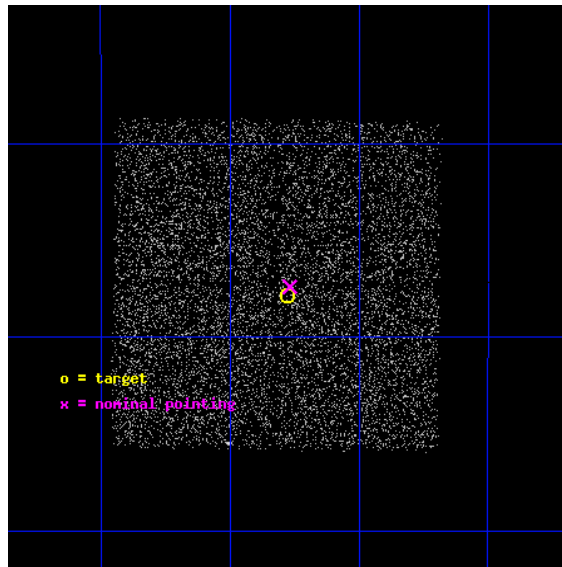 o = target
x = nominal pointing